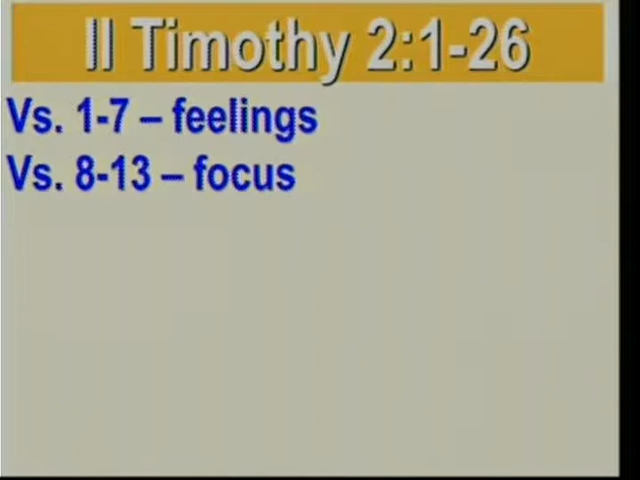 II Timothy 2:1-26
Vs. 1-7 – feelings
Vs. 8-13 – focus